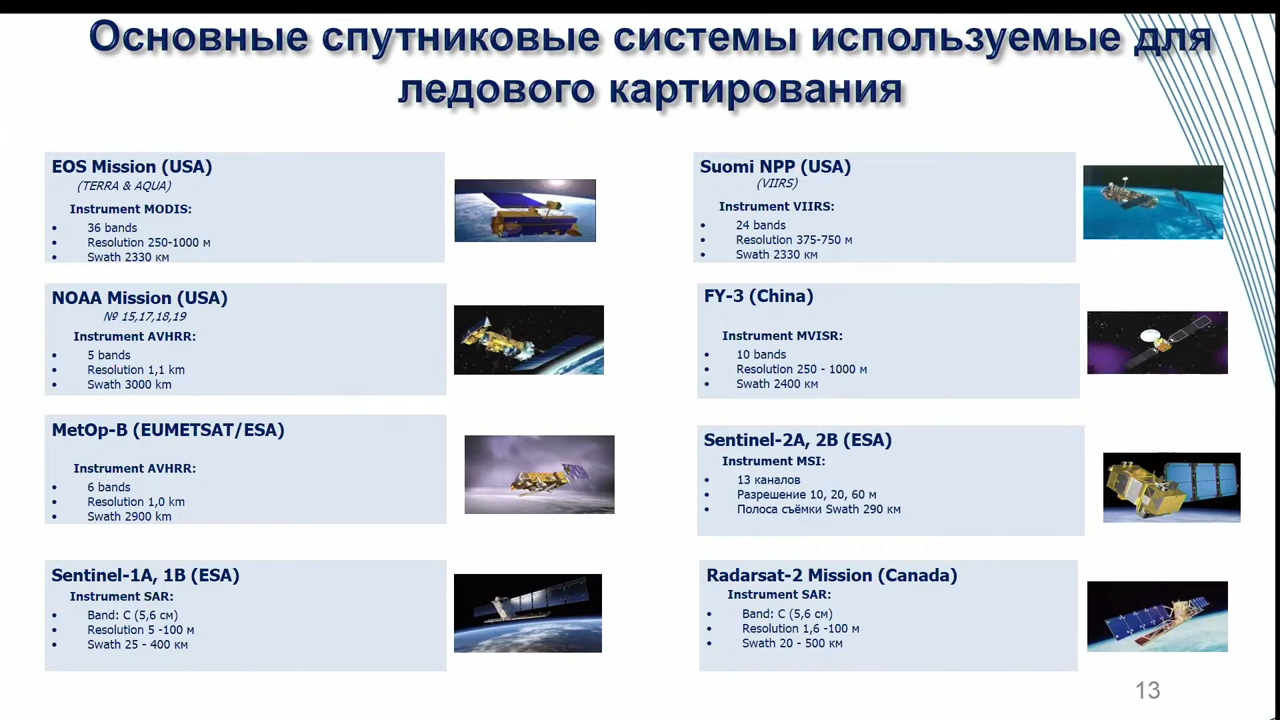 Основные спутниковые системы используемые для
ледового картирования
EOS Mission (USA)
(TERRA & AQUA)
Instrument MODIS:
• 36 bands
• Resolution 250-1000 м
• Swath 2330 км
Suomi NPP (USA)
(VIIRS)
Instrument VIIRS:
• 24 bands
• Resolution 375-750 м
• Swath 2330 км
NOAA Mission (USA)
№ 15,17,18,19
Instrument AVHRR:
• 5 bands
• Resolution 1,1 km
• Swath 3000 km
FY-3 (China)
Instrument MVISR:
• 10 bands
• Resolution 250 - 1000 м
• Swath 2400 км
MetOp-B (EUMETSAT/ESA)
Instrument AVHRR:
• 6 bands
• Resolution 1,0 km
• Swath 2900 km
Sentinel-2A, 2B (ESA)
Instrument MSI:
• 13 каналов
• Разрешение 10, 20, 60 м
• Полоса съёмки Swath 290 км
Sentinel-1A, 1B (ESA)
Instrument SAR:
• Band: C (5,6 см)
• Resolution 5 -100 м
• Swath 25 - 400 км
Radarsat-2 Mission (Canada)
Instrument SAR:
• Band: C (5,6 см)
• Resolution 1,6 -100 м
• Swath 20 - 500 км
13